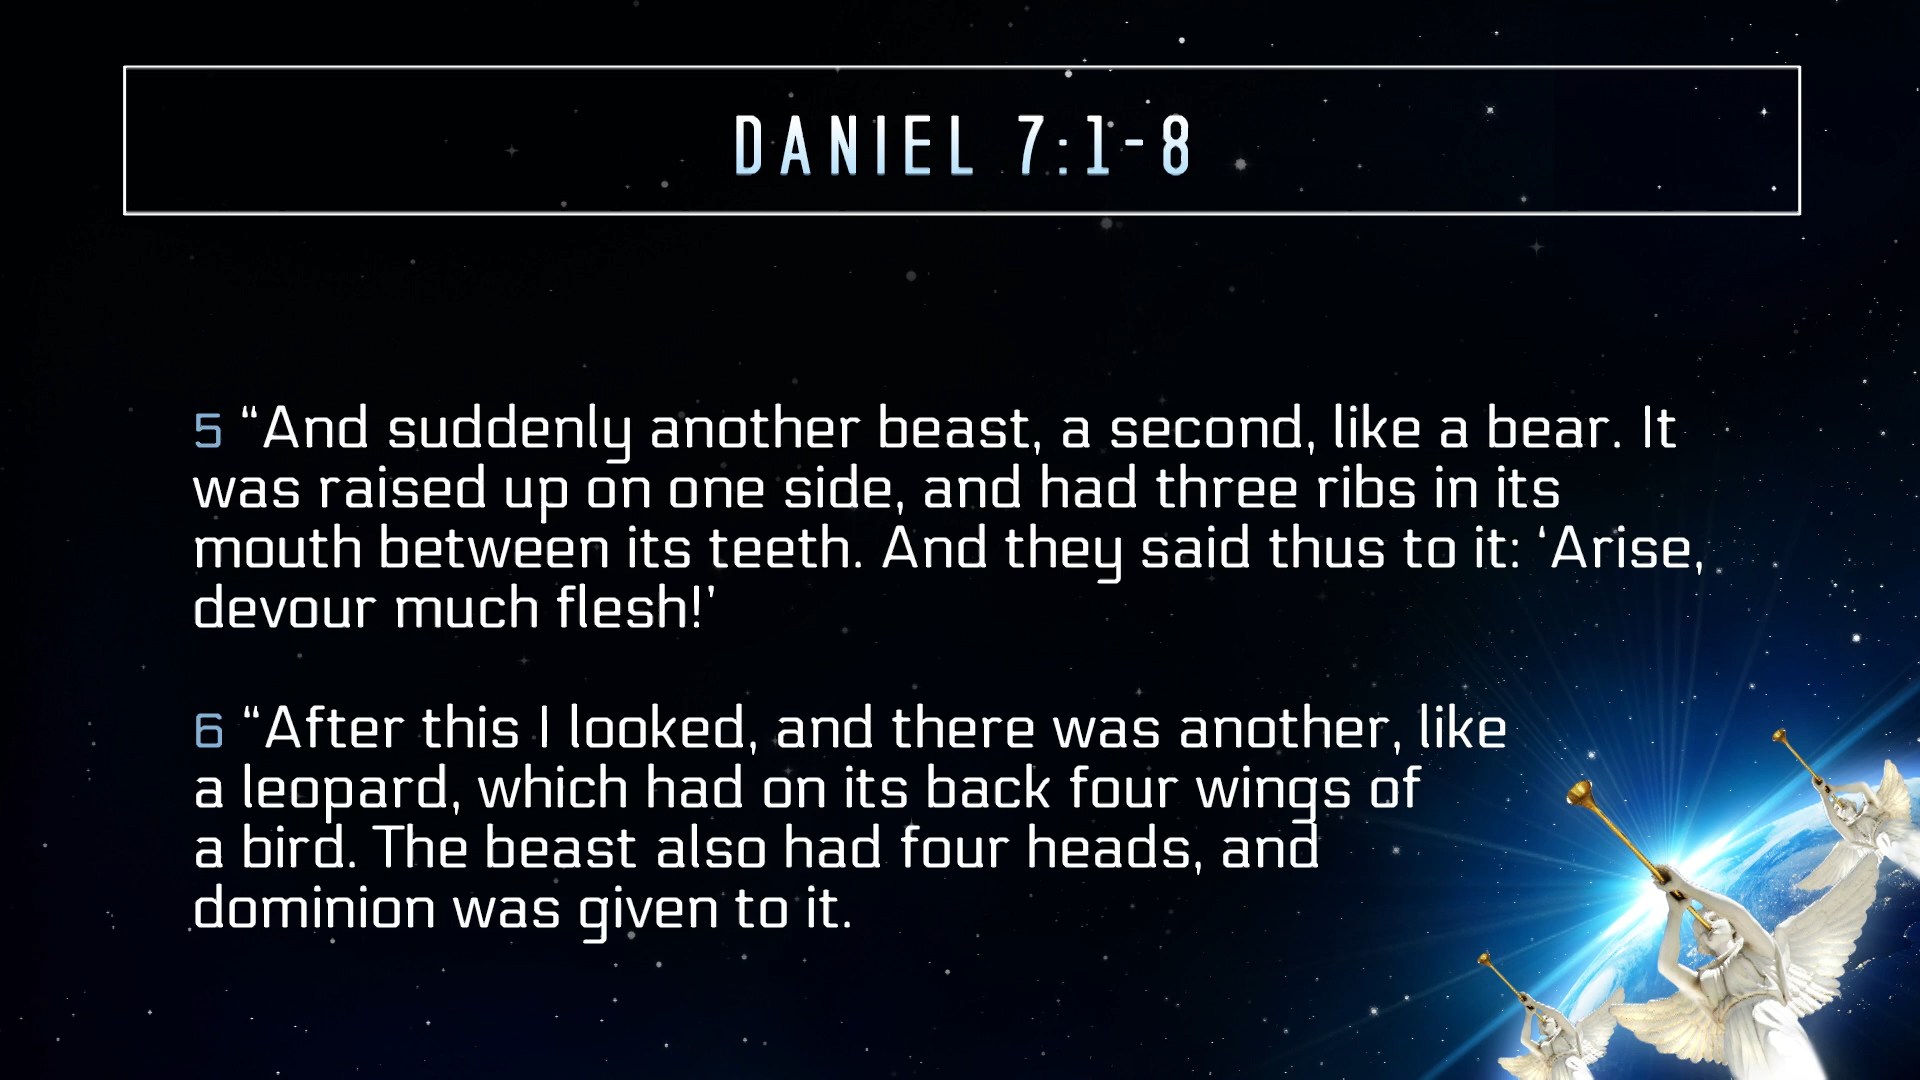 DANIEL 7:1-8
5 “And suddenly another beast, a second, like a bear. It
was raised up on one side, and had three ribs in its
mouth between its teeth. And they said thus to it: ‘Arise,
devour much flesh!’
6 “After this I looked, and there was another, like
a leopard, which had on its back four wings of
a bird. The beast also had four heads, and
dominion was given to it.